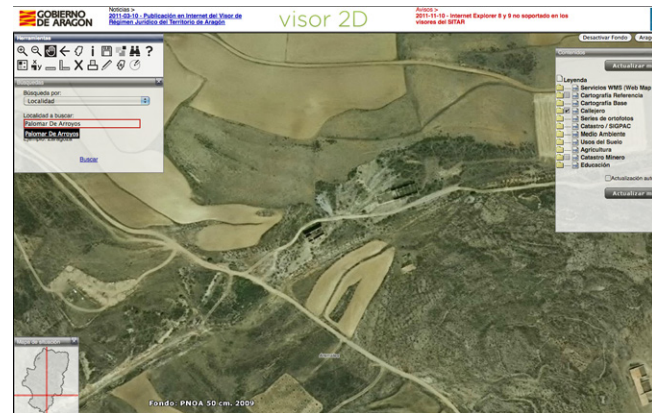 GOBIERNO
DE ARAGON
Noticias >
2011-03-10 - Publicación en Internet del Visor de
Régimen Jurídico del Territorio de Aragón
visor 2D
Avisos >
2011-11-10 - Internet Explorer 8 y 9 no soportado en los
visores del SITAR
Desactivar Fondo
Herramientas
Búsqueda por:
Localidad
Localidad a buscar:
Palomar De Arroyos
Palomar De Arroyos
Buscar
Contenidos
Actualizar m
Leyenda
Servicios WMS (Web Map
Cartografía Referencia
Cartografía Base
Callejero
Series de ortofotos
Catastro / SIGPAC
Medio Ambiente
Usos del Suelo
Agricultura
Catastro Minero
Educación
Actualizar m
Mapa de situación
Fondo: PNOA 50 cm. 2009